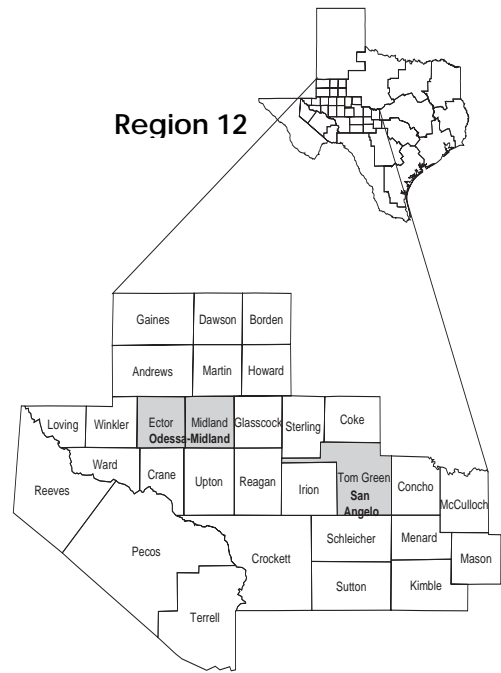 Region 12
Gaines Dawson Borden
Andrews Martin Howard
Loving Winkler Ector Midland Glasscock Sterling Coke
Odessa-Midland
Ward Crane Upton Reagan Irion Tom Green Concho
San
Angelo
McCulloch
Reeves
Pecos Crockett Schleicher Menard Mason
Terrell Sutton Kimble